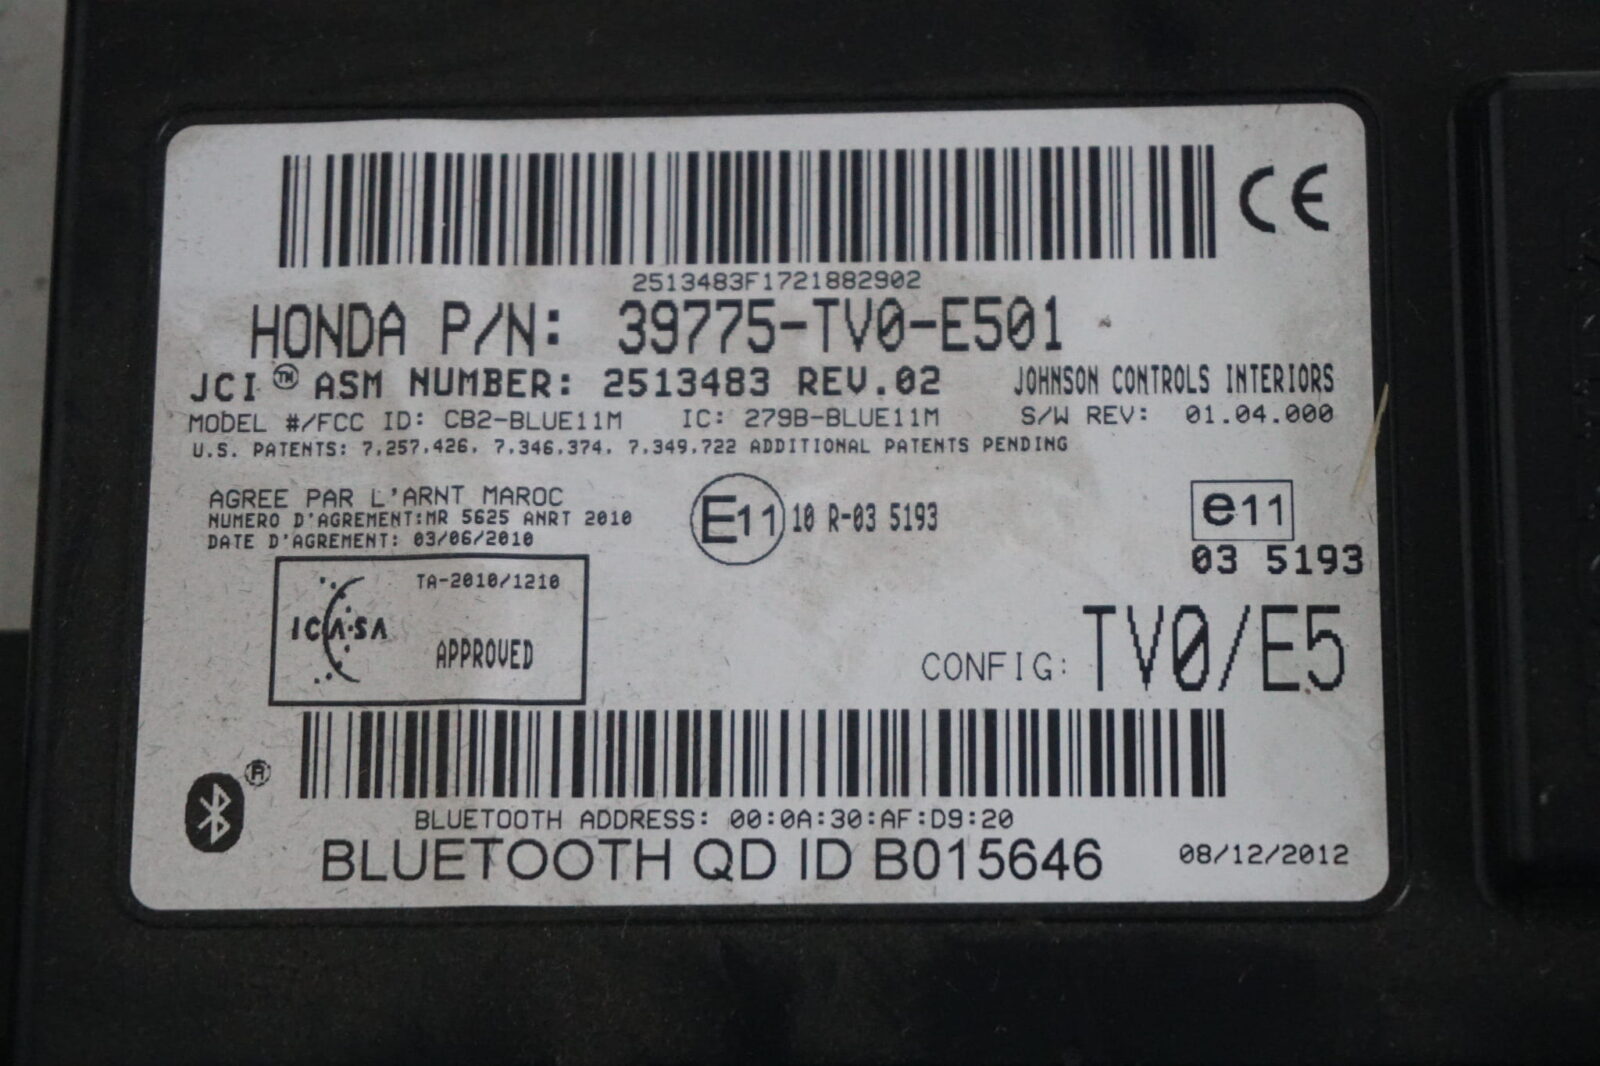 CE
2513483F1721882902
HONDA P/N: 39775-TV0-E501
JCI™ ASM NUMBER: 2513483 REV.02 JOHNSON CONTROLS INTERIORS
MODEL #/FCC ID: CB2-BLUE11M IC: 279B-BLUE11M S/W REV: 01.04.000
U.S. PATENTS: 7,257,426, 7,346,374, 7,349,722 ADDITIONAL PATENTS PENDING
AGREE PAR L'ARNT MAROC
NUMERO D'AGREMENT:MR 5625 ANRT 2010
DATE D'AGREMENT: 03/06/2010
E11 10 R-03 5193
e11
03 5193
TA-2010/1210
ICASA
APPROVED
CONFIG: TV0/E5
BLUETOOTH ADDRESS: 00:0A:30:AF:D9:20
BLUETOOTH QD ID B015646
08/12/2012